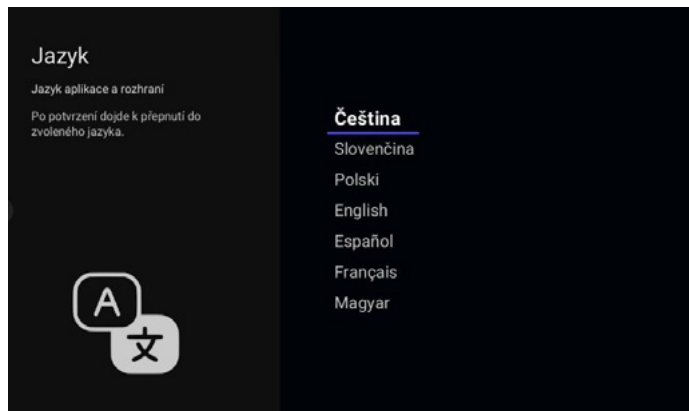 Jazyk
Jazyk aplikace a rozhraní
Po potvrzení dojde k přepnutí do
zvoleného jazyka.
Čeština
Slovenčina
Polski
English
Español
Français
Magyar
A
文